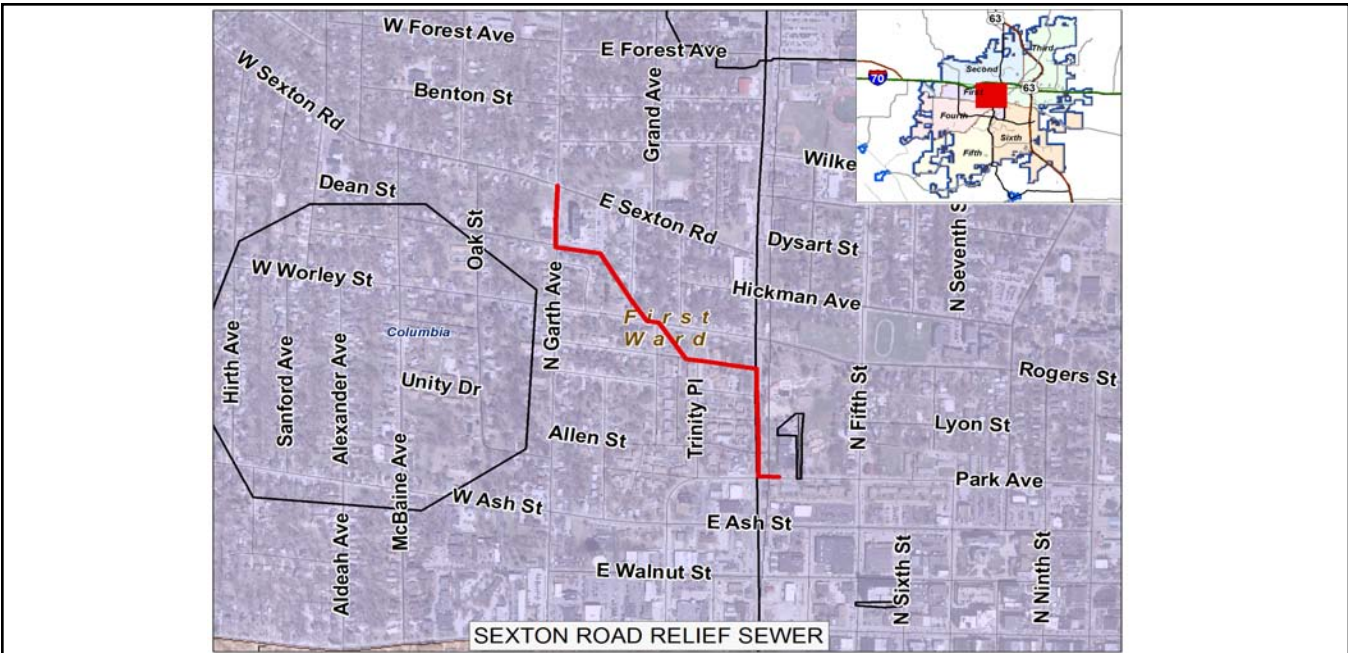 W Forest Ave
E Forest Ave
W Sexton Rd
Benton St
Grand Ave
Wilke
63
Third
Second
70
First
63
Fourth
Sixth
Fifth
Dean St
Oak St
E Sexton Rd
Dysart St
N Seventh S
W Worley St
N Garth Ave
Hickman Ave
First
Ward
Columbia
Hirth Ave
Sanford Ave
Alexander Ave
Unity Dr
Trinity Pl
Rogers St
N Fifth St
Lyon St
Allen St
1
McBaine Ave
Park Ave
W Ash St
E Ash St
Aldeah Ave
E Walnut St
N Sixth St
N Ninth St
SEXTON ROAD RELIEF SEWER